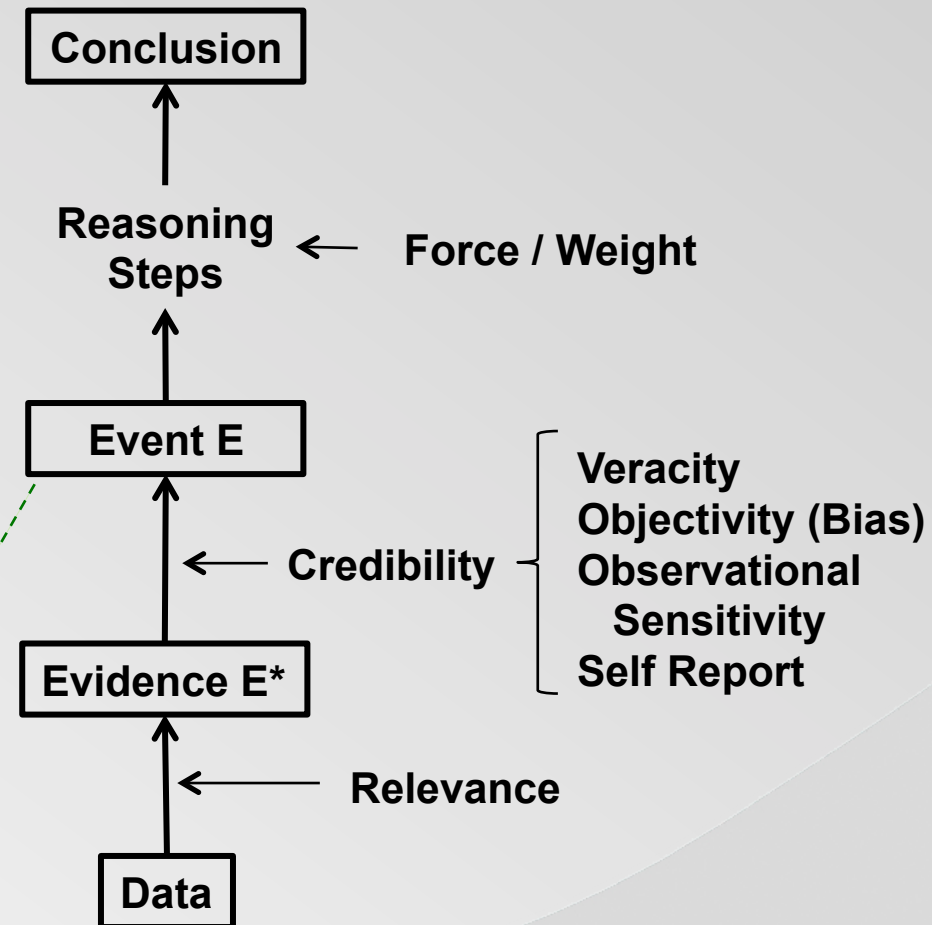 Conclusion
Reasoning
Steps
Force / Weight
Event E
Veracity
Objectivity (Bias)
Observational
Sensitivity
Self Report
Credibility
Evidence E*
Relevance
Data